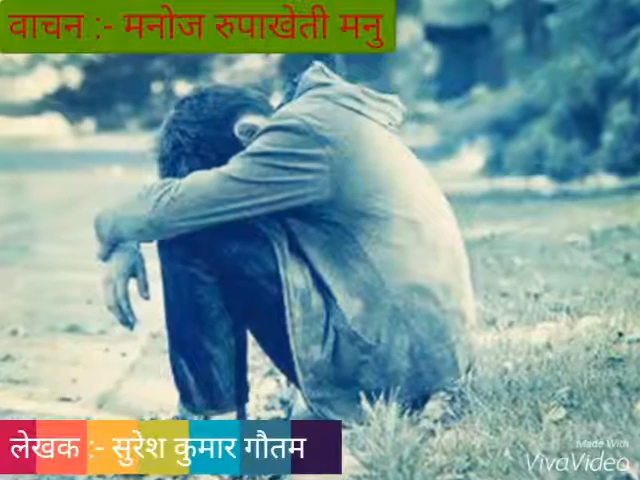 वाचन :- मनोज रुपाखेती मनु
लेखक :- सुरेश कुमार गौतम
Made With
VivaVideo